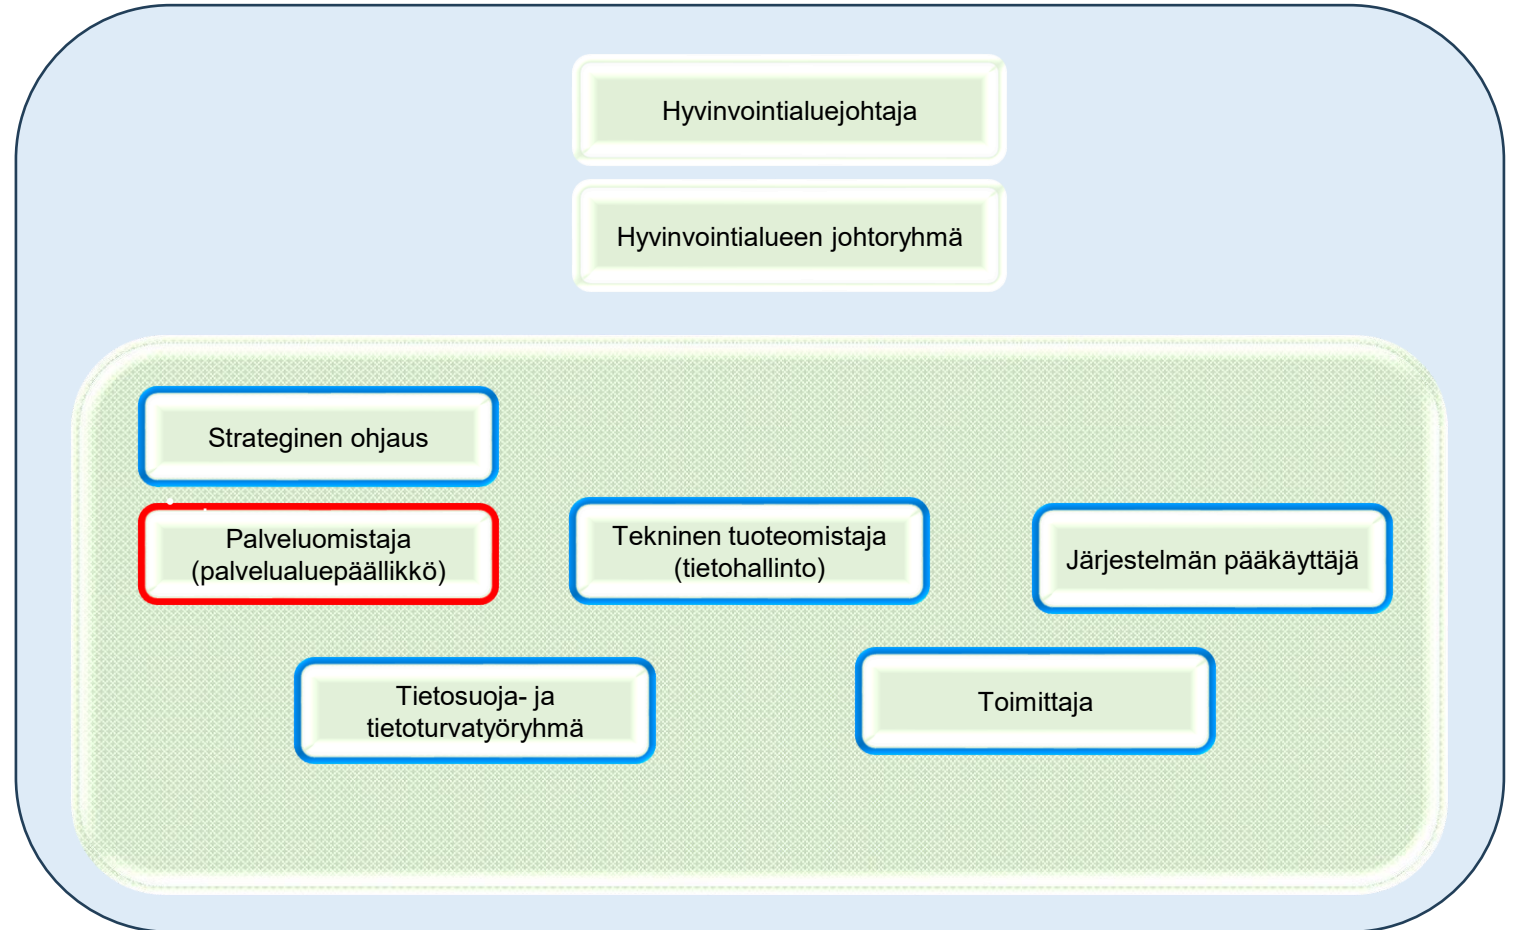 Hyvinvointialuejohtaja
Hyvinvointialueen johtoryhmä
Strateginen ohjaus
Palveluomistaja
(palvelualuepäällikkö)
Tekninen tuoteomistaja
(tietohallinto)
Järjestelmän pääkäyttäjä
Tietosuoja- ja
tietoturvatyöryhmä
Toimittaja